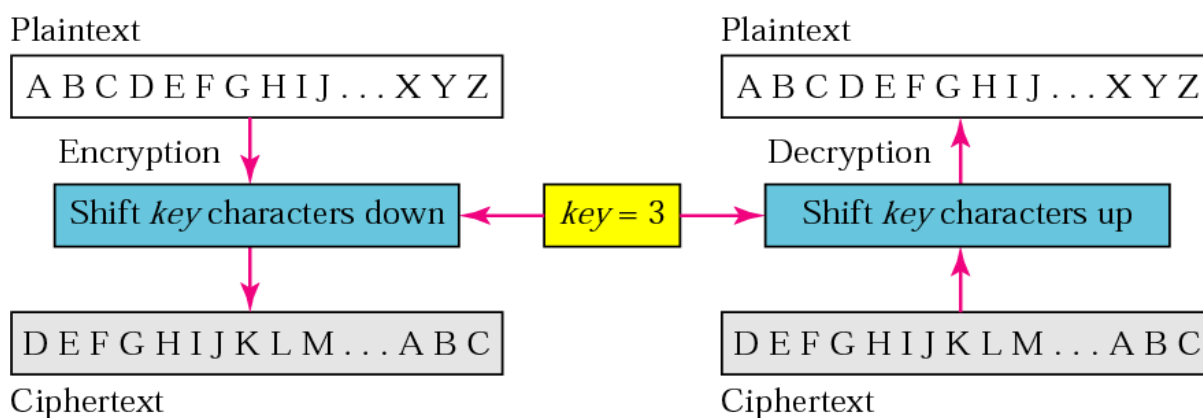 Plaintext
A B C D E F G H I J . . . X Y Z
Encryption
Shift key characters down
D E F G H I J K L M . . . A B C
Ciphertext
key = 3
Plaintext
A B C D E F G H I J . . . X Y Z
Decryption
Shift key characters up
D E F G H I J K L M . . . A B C
Ciphertext